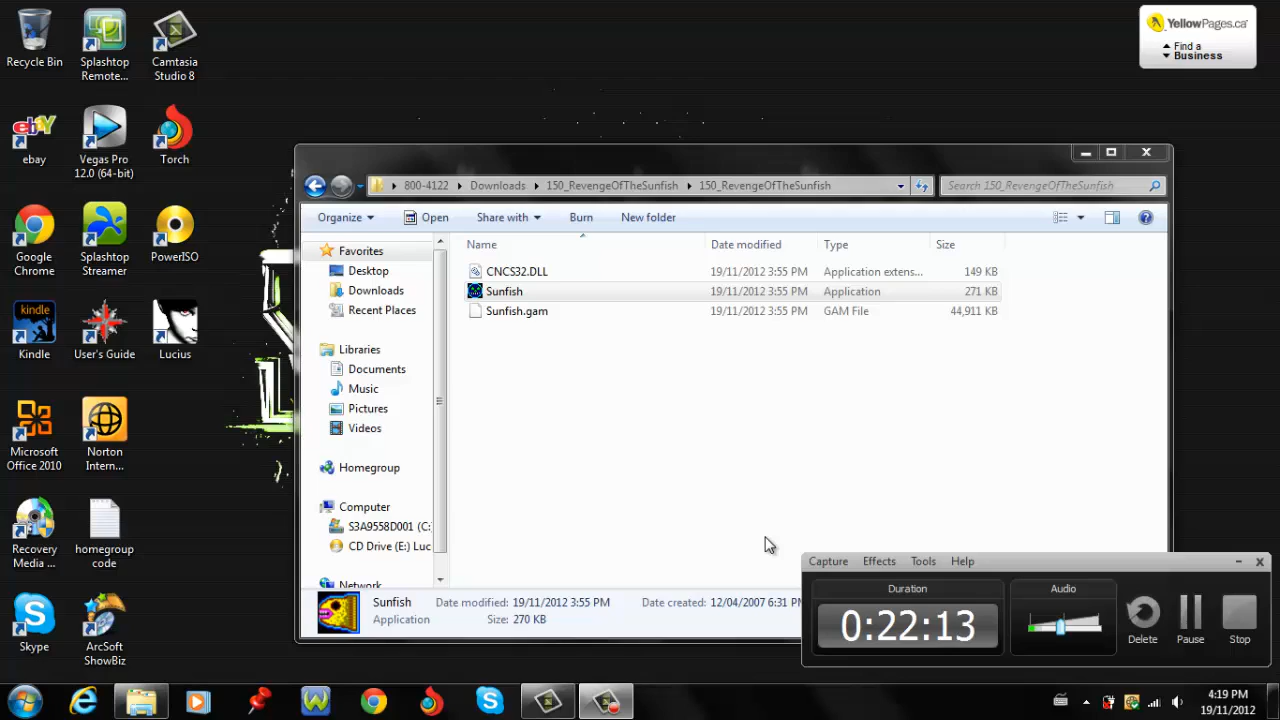 Recycle Bin
Splashtop
Remote...
Camtasia
Studio 8
YellowPages.ca
Find a
Business
ebay
Vegas Pro
12.0 (64-bit)
Torch
Google
Chrome
Splashtop
Streamer
PowerISO
kindle
Kindle
User's Guide
Lucius
Microsoft
Office 2010
Norton
Intern...
Recovery
Media ...
homegroup
code
Skype
ArcSoft
ShowBiz
800-4122
Downloads
150_RevengeOfTheSunfish
150_RevengeOfTheSunfish
Search 150_RevengeOfTheSunfish
Organize
Open
Share with
Burn
New folder
Favorites
Desktop
Downloads
Recent Places
Libraries
Documents
Music
Pictures
Videos
Homegroup
Computer
S3A9558D001 (C:
CD Drive (E:) Luc
Network
Name Date modified Type Size
CNCS32.DLL 19/11/2012 3:55 PM Application extens... 149 KB
Sunfish 19/11/2012 3:55 PM Application 271 KB
Sunfish.gam 19/11/2012 3:55 PM GAM File 44,911 KB
Sunfish Date modified: 19/11/2012 3:55 PM Date created: 12/04/2007 6:31 PM
Application Size: 270 KB
Capture Effects Tools Help
Duration
0:22:13
Audio
Delete
Pause
Stop
4:19 PM
19/11/2012